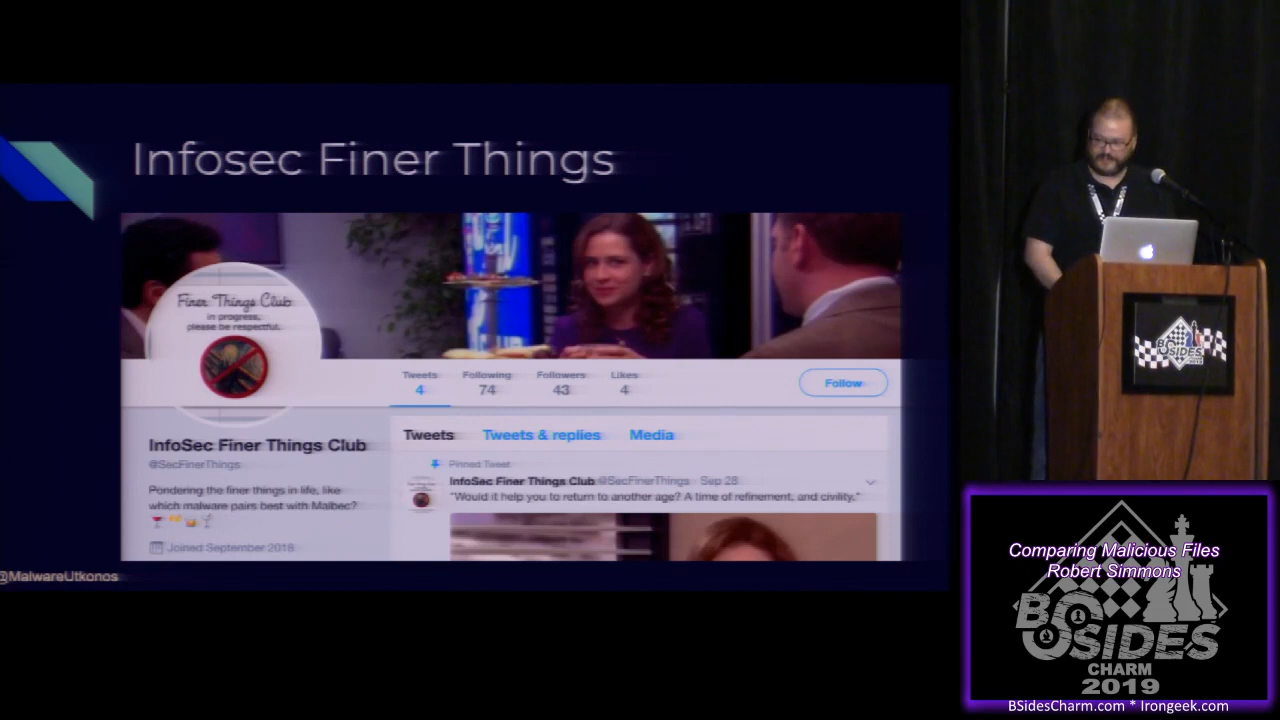 Infosec Finer Things
Finer Things Club
in progress,
please be respectful.
Tweets
4
Following
74
Followers
43
Likes
4
Follow
InfoSec Finer Things Club
@SecFinerThings
Pondering the finer things in life, like
which malware pairs best with Malbec?
Joined September 2018
Tweets Tweets & replies Media
Pinned Tweet
InfoSec Finer Things Club @SecFinerThings · Sep 28
"Would it help you to return to another age? A time of refinement, and civility."
@MalwareUtkonos
BSIDES
2019
Comparing Malicious Files
Robert Simmons
BSIDES
CHARM
2019
BSidesCharm.com * Irongeek.com